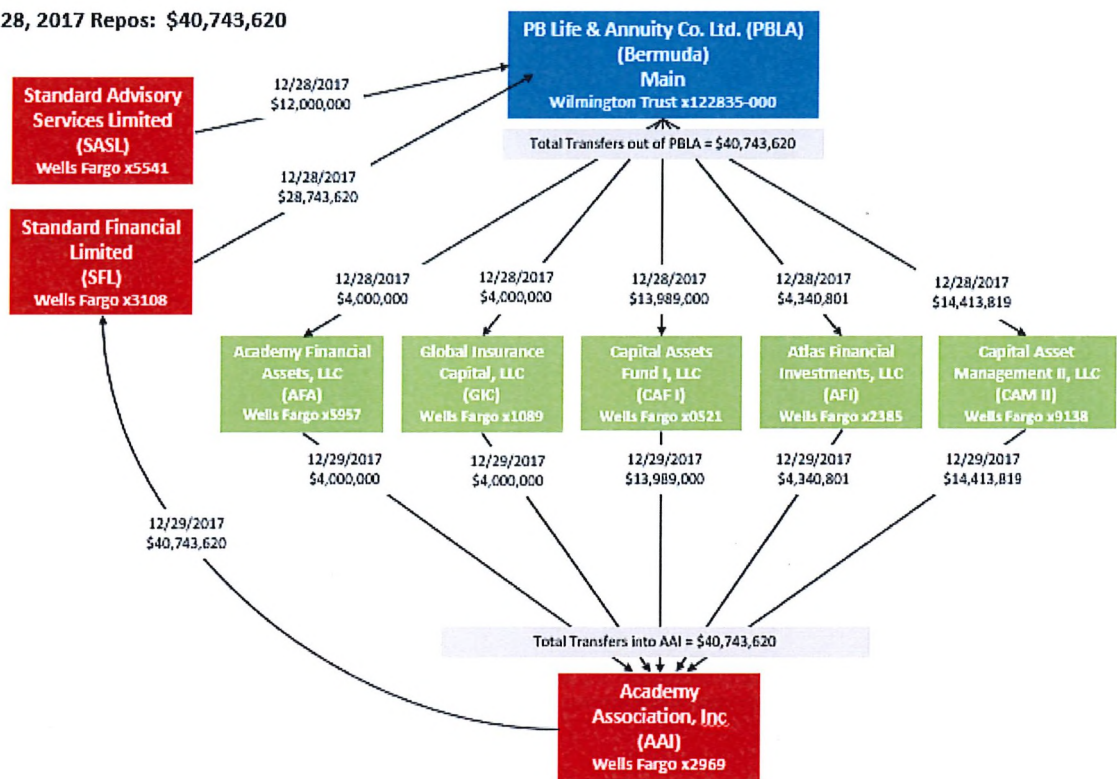 28, 2017 Repos: $40,743,620
PB Life & Annuity Co. Ltd. (PBLA)
(Bermuda)
Main
Wilmington Trust x122835-000
Standard Advisory
Services Limited
(SASL)
Wells Fargo x5541
12/28/2017
$12,000,000
Total Transfers out of PBLA = $40,743,620
12/28/2017
$28,743,620
Standard Financial
Limited
(SFL)
Wells Fargo x3108
12/28/2017
$4,000,000
12/28/2017
$4,000,000
12/28/2017
$13,989,000
12/28/2017
$4,340,801
12/28/2017
$14,413,819
Academy Financial
Assets, LLC
(AFA)
Wells Fargo x5957
Global Insurance
Capital, LLC
(GIC)
Wells Fargo x1089
Capital Assets
Fund I, LLC
(CAF I)
Wells Fargo x0521
Atlas Financial
Investments, LLC
(AFI)
Wells Fargo x2385
Capital Asset
Management II, LLC
(CAM II)
Wells Fargo x9138
12/29/2017
$4,000,000
12/29/2017
$4,000,000
12/29/2017
$13,989,000
12/29/2017
$4,340,801
12/29/2017
$14,413,819
12/29/2017
$40,743,620
Total Transfers into AAI = $40,743,620
Academy
Association, Inc
(AAI)
Wells Fargo x2969